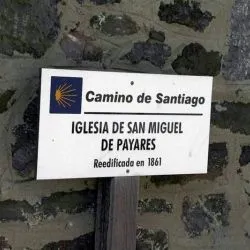 Camino de Santiago
IGLESIA DE SAN MIGUEL
DE PAYARES
Reedificada en 1861